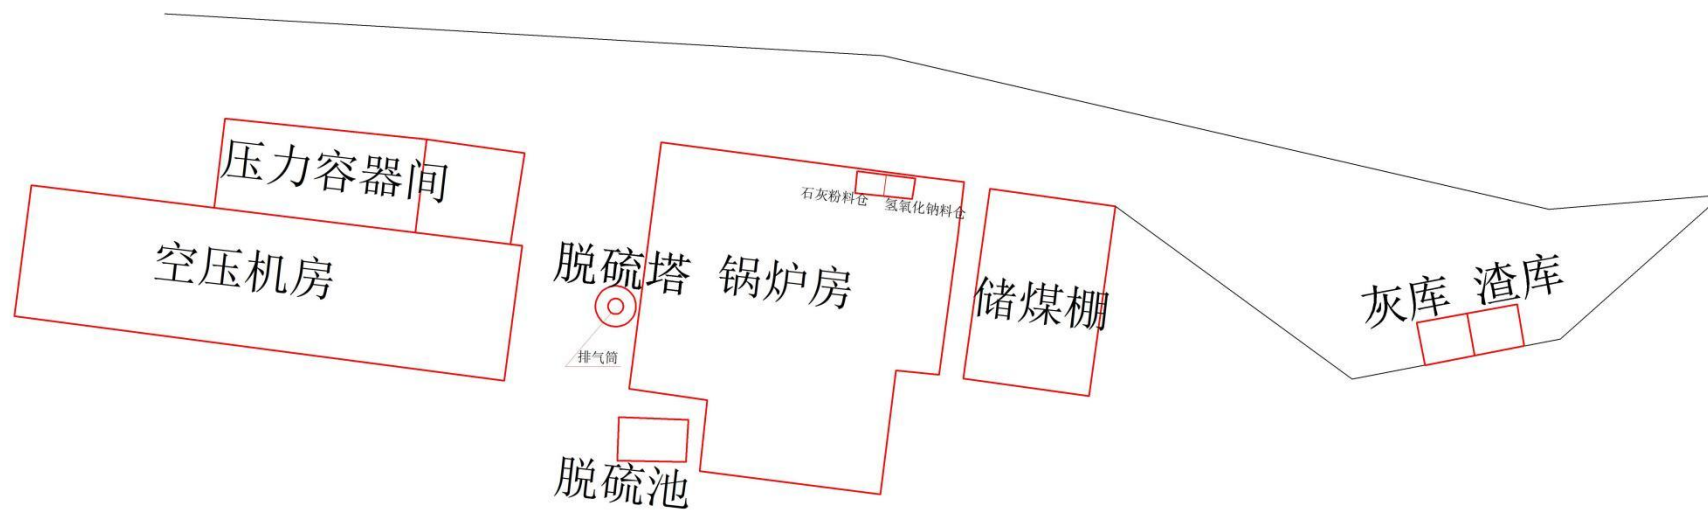 压力容器间
空压机房
石灰粉料仓
氢氧化钠料仓
脱硫塔
锅炉房
排气筒
脱硫池
储煤棚
灰库
渣库